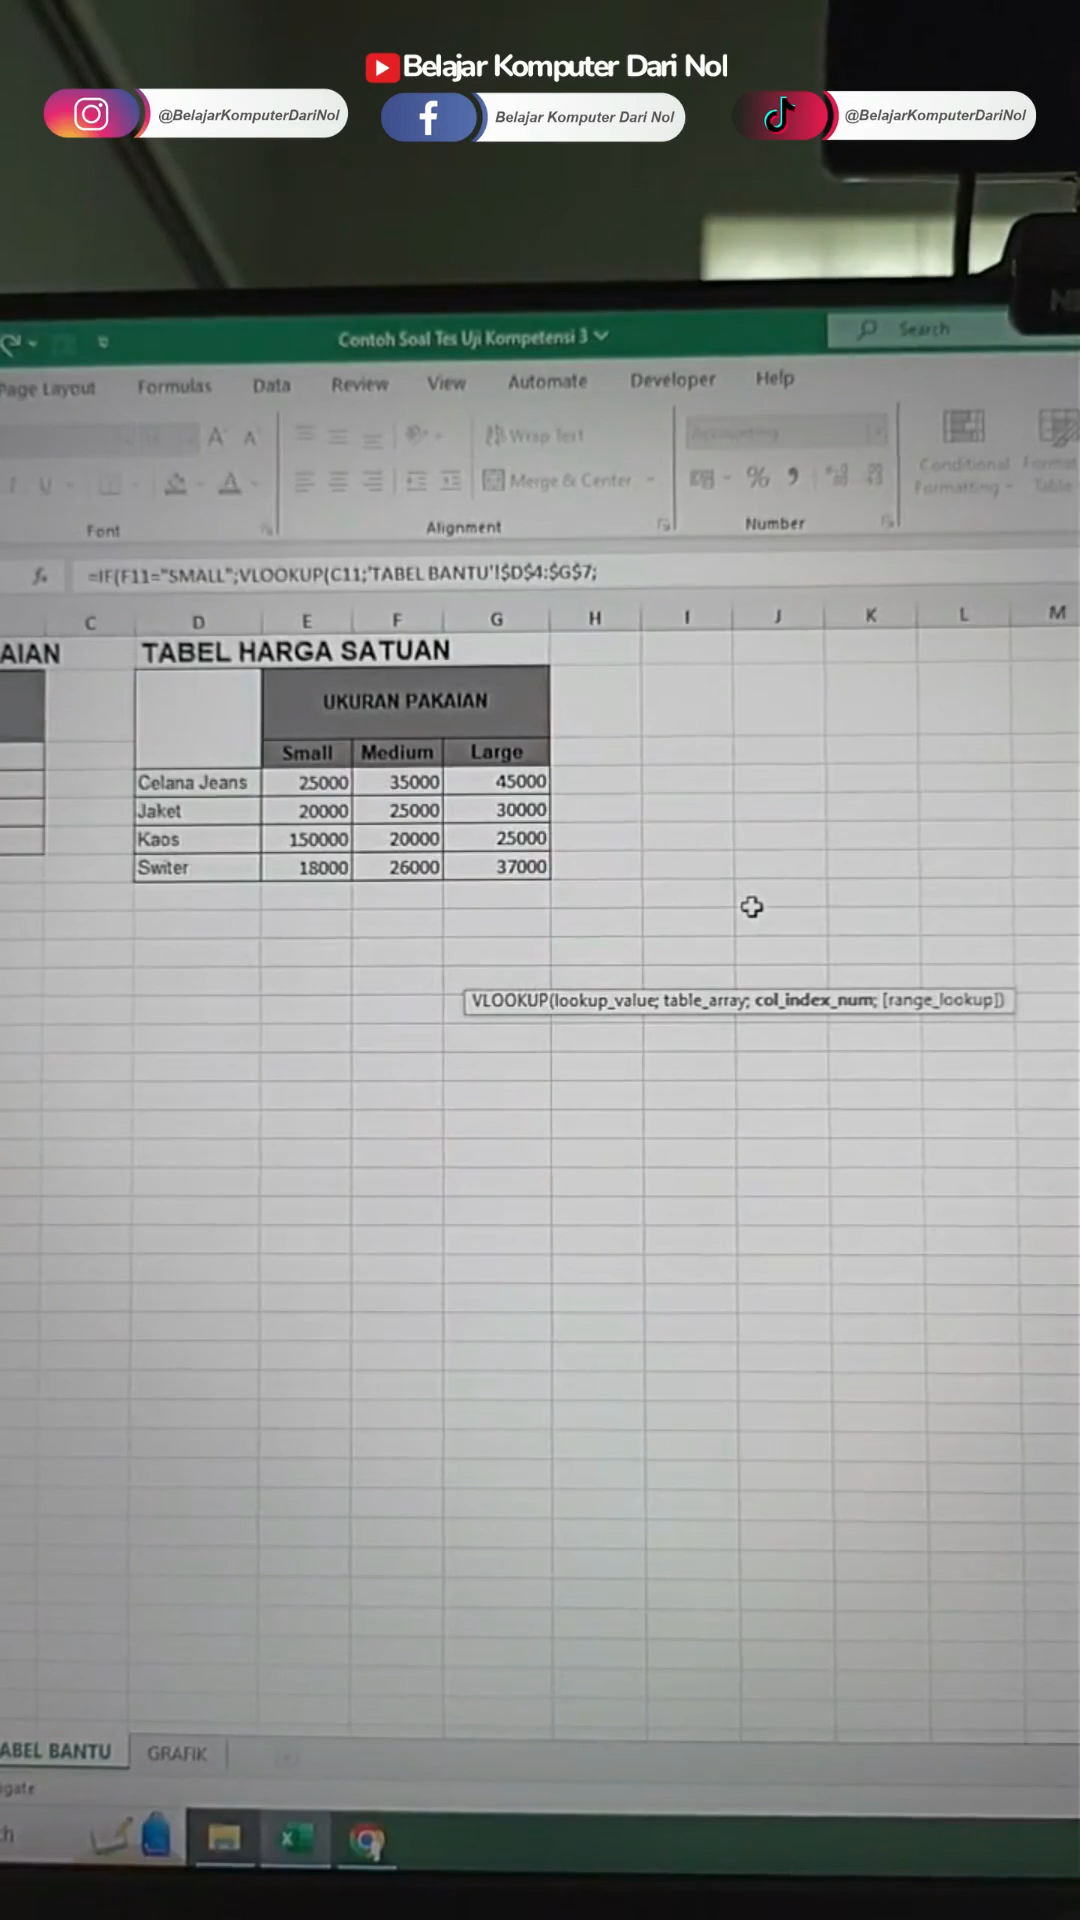 Belajar Komputer Dari Nol
@BelajarKomputerDariNol
Belajar Komputer Dari Nol
@BelajarKomputerDariNol
Contoh Soal Tes Uji Kompetensi 3
Search
Page Layout Formulas Data Review View Automate Developer Help
Wrap Text
Accounting
Merge & Center
Conditional
Formatting
Format
Table
Font
Alignment
Number
fx =IF(F11="SMALL";VLOOKUP(C11;'TABEL BANTU'!$D$4:$G$7;
C D E F G H I J K L M
AIAN TABEL HARGA SATUAN
UKURAN PAKAIAN
Small Medium Large
Celana Jeans 25000 35000 45000
Jaket 20000 25000 30000
Kaos 150000 20000 25000
Switer 18000 26000 37000
VLOOKUP(lookup_value; table_array; col_index_num; [range_lookup])
ABEL BANTU GRAFIK